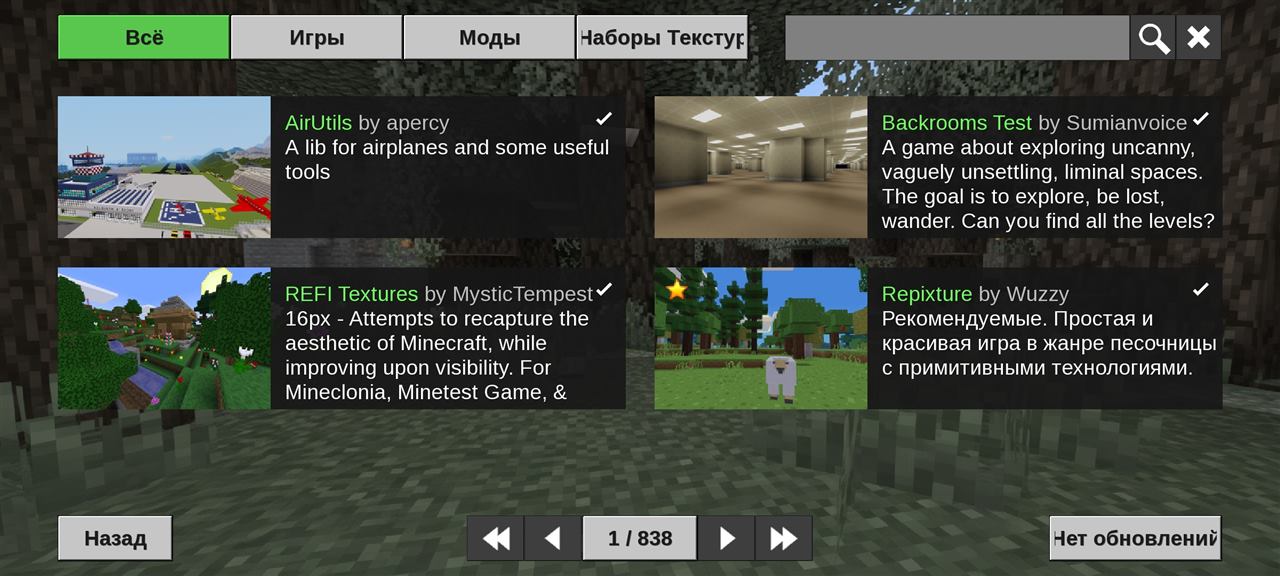 Всё
Игры
Моды
Наборы Текстур
AirUtils by apercy
A lib for airplanes and some useful
tools
Backrooms Test by Sumianvoice
A game about exploring uncanny,
vaguely unsettling, liminal spaces.
The goal is to explore, be lost,
wander. Can you find all the levels?
REFI Textures by MysticTempest
16px - Attempts to recapture the
aesthetic of Minecraft, while
improving upon visibility. For
Mineclonia, Minetest Game, &
Repixture by Wuzzy
Рекомендуемые. Простая и
красивая игра в жанре песочницы
с примитивными технологиями.
Назад
1 / 838
Нет обновлений